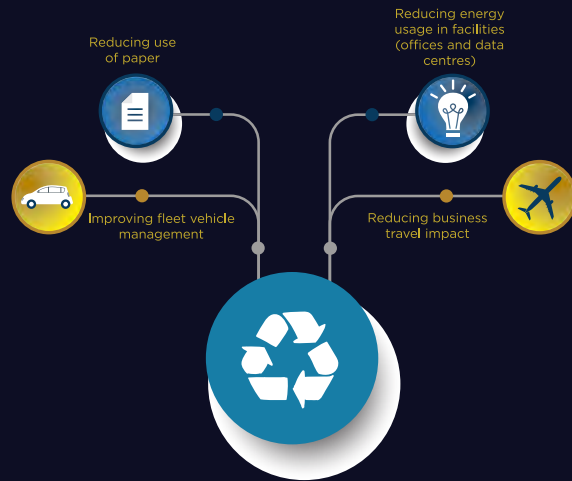 Reducing use
of paper
Reducing energy
usage in facilities
(offices and data
centres)
Improving fleet vehicle
management
Reducing business
travel impact